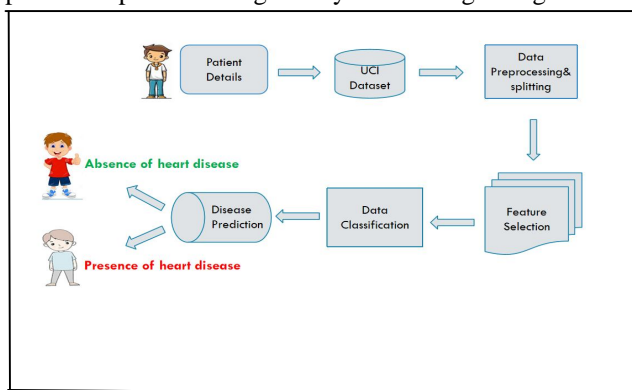 Patient
Details
UCI
Dataset
Data
Preprocessing&
splitting
Absence of heart disease
Disease
Prediction
Data
Classification
Feature
Selection
Presence of heart disease